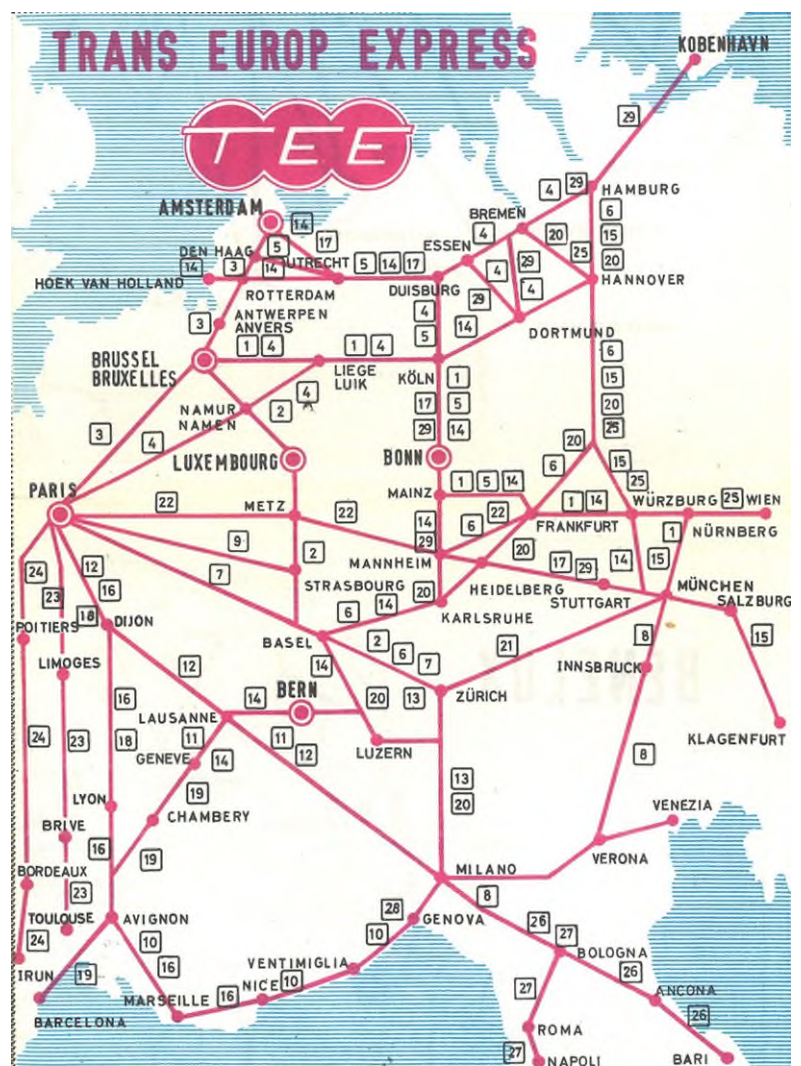 TRANS EUROP EXPRESS
KOBENHAVN
TEE
29
4 29
HAMBURG
AMSTERDAM
14
BREMEN
6
17
4
20
15
DEN HAAG
5
ESSEN
29
25
20
14
3
14
UTRECHT
5 14 17
4
HANNOVER
HOEK VAN HOLLAND
ROTTERDAM
DUISBURG
29
4
ANTWERPEN
ANVERS
4
3
5
14
DORTMUND
1 4
1 4
6
BRUSSEL
BRUXELLES
LIEGE
LUIK
KÖLN
1
15
4
17
5
20
NAMUR
NAMEN
2
29
14
25
3
4
20
LUXEMBOURG
BONN
6
15
PARIS
MAINZ
1 5 14
25
22
METZ
22
22
1 14
WÜRZBURG
25
WIEN
14
6
FRANKFURT
NÜRNBERG
9
29
1
24
12
2
MANNHEIM
20
17
29
14
15
23
16
7
STRASBOURG
HEIDELBERG
STUTTGART
MÜNCHEN
6
14
20
KARLSRUHE
SALZBURG
18
DIJON
POITIERS
BASEL
2
21
8
15
LIMOGES
14
6
7
INNSBRUCK
12
16
14
BERN
20
13
ZÜRICH
LAUSANNE
24
23
18
11
11
KLAGENFURT
GENEVE
14
12
LUZERN
8
19
13
LYON
20
VENEZIA
CHAMBERY
BRIVE
16
19
VERONA
BORDEAUX
23
MILANO
8
TOULOUSE
AVIGNON
28
GENOVA
26
24
10
10
27
BOLOGNA
IRUN
19
16
VENTIMIGLIA
26
NICE
10
BARCELONA
MARSEILLE
16
27
ANCONA
26
ROMA
27
NAPOLI
BARI